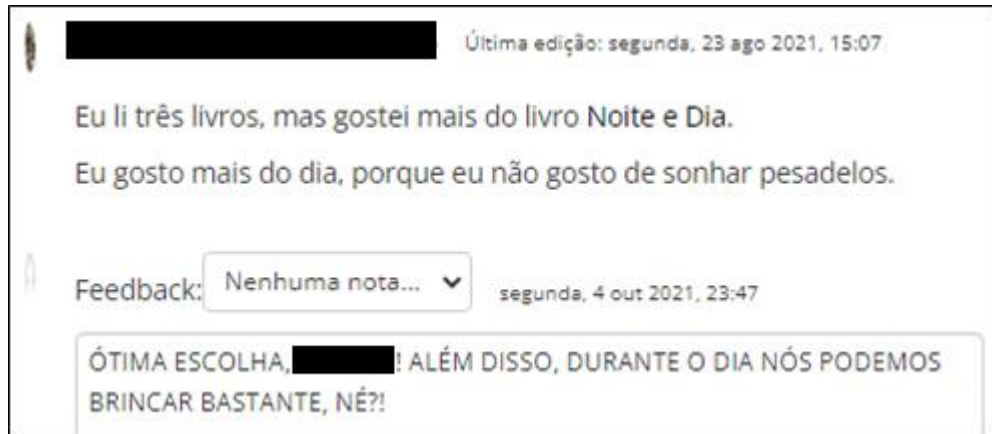 Última edição: segunda, 23 ago 2021, 15:07
Eu li três livros, mas gostei mais do livro Noite e Dia.
Eu gosto mais do dia, porque eu não gosto de sonhar pesadelos.
Feedback: Nenhuma nota... segunda, 4 out 2021, 23:47
ÓTIMA ESCOLHA, ! ALÉM DISSO, DURANTE O DIA NÓS PODEMOS
BRINCAR BASTANTE, NÉ?!